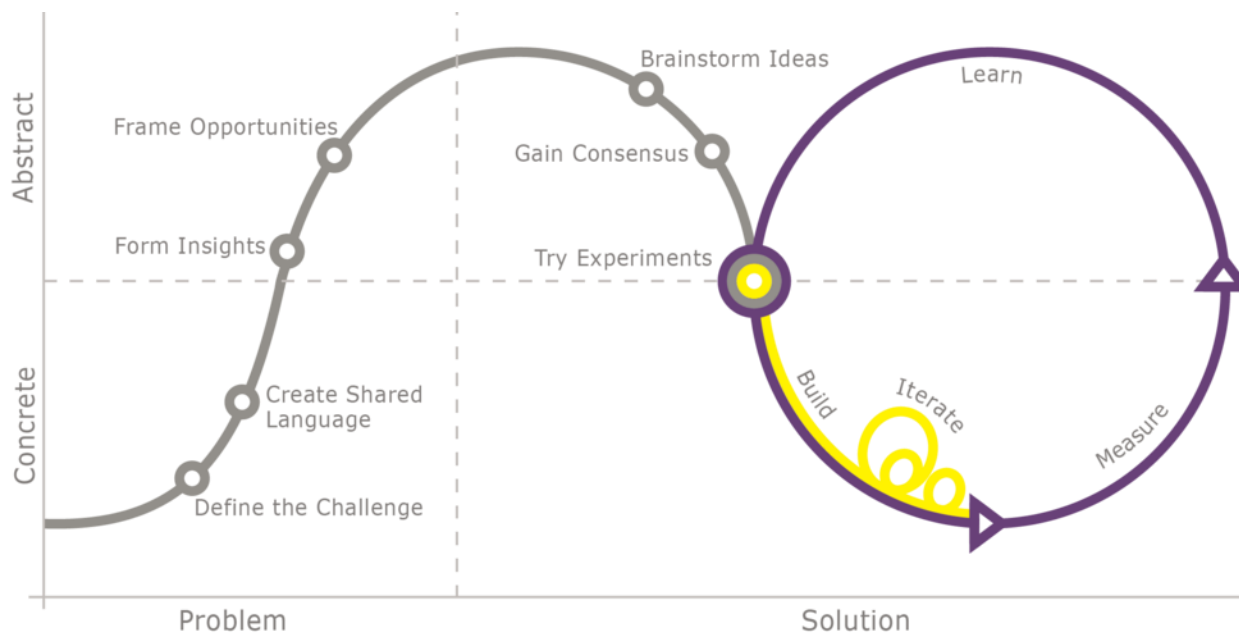 Abstract
Concrete
Frame Opportunities
Form Insights
Create Shared
Language
Define the Challenge
Brainstorm Ideas
Gain Consensus
Try Experiments
Learn
Build
Iterate
Measure
Problem
Solution